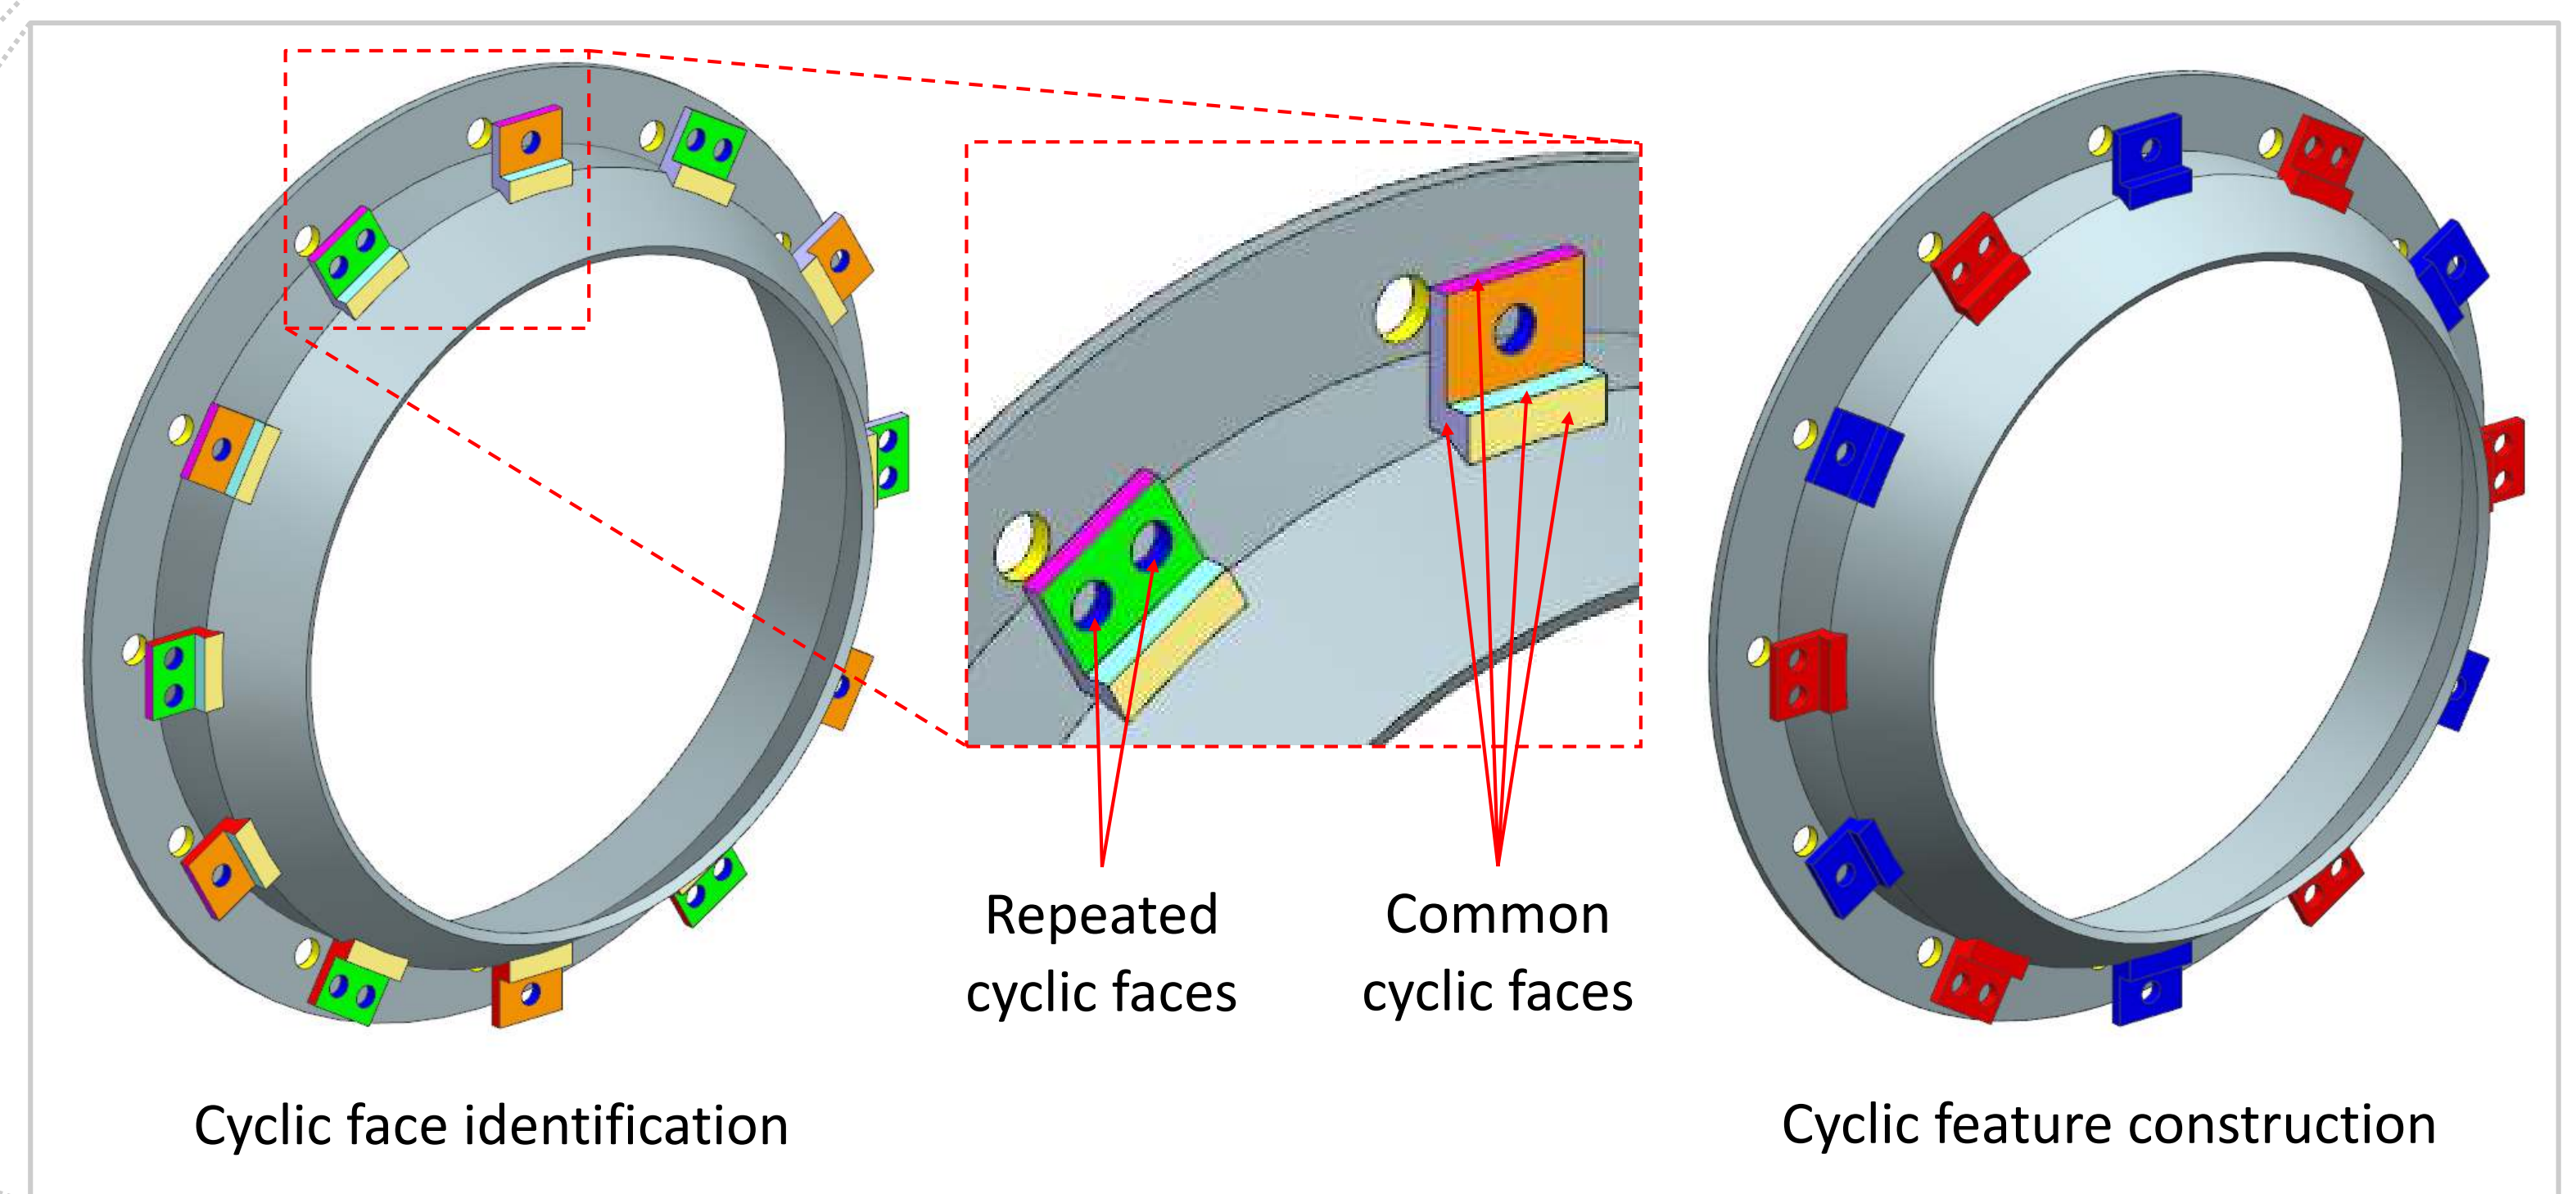 Repeated
cyclic faces
Common
cyclic faces
Cyclic face identification
Cyclic feature construction